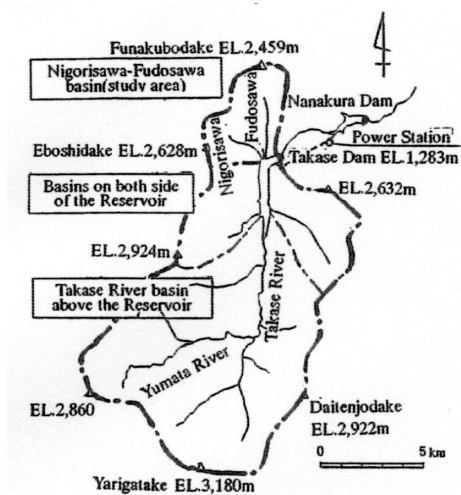 Funakubodake EL.2,459m
Nigorisawa-Fudosawa
basin(study area)
Fudosawa
Nigorisawa
Nanakura Dam
Power Station
Eboshidake EL.2,628m
Takase Dam EL.1,283m
Basins on both side
of the Reservoir
EL.2,632m
EL.2,924m
Takase River basin
above the Reservoir
Takase River
Yumata River
EL.2,860
Daitenjodake
EL.2,922m
0
5 km
Yarigatake EL.3,180m